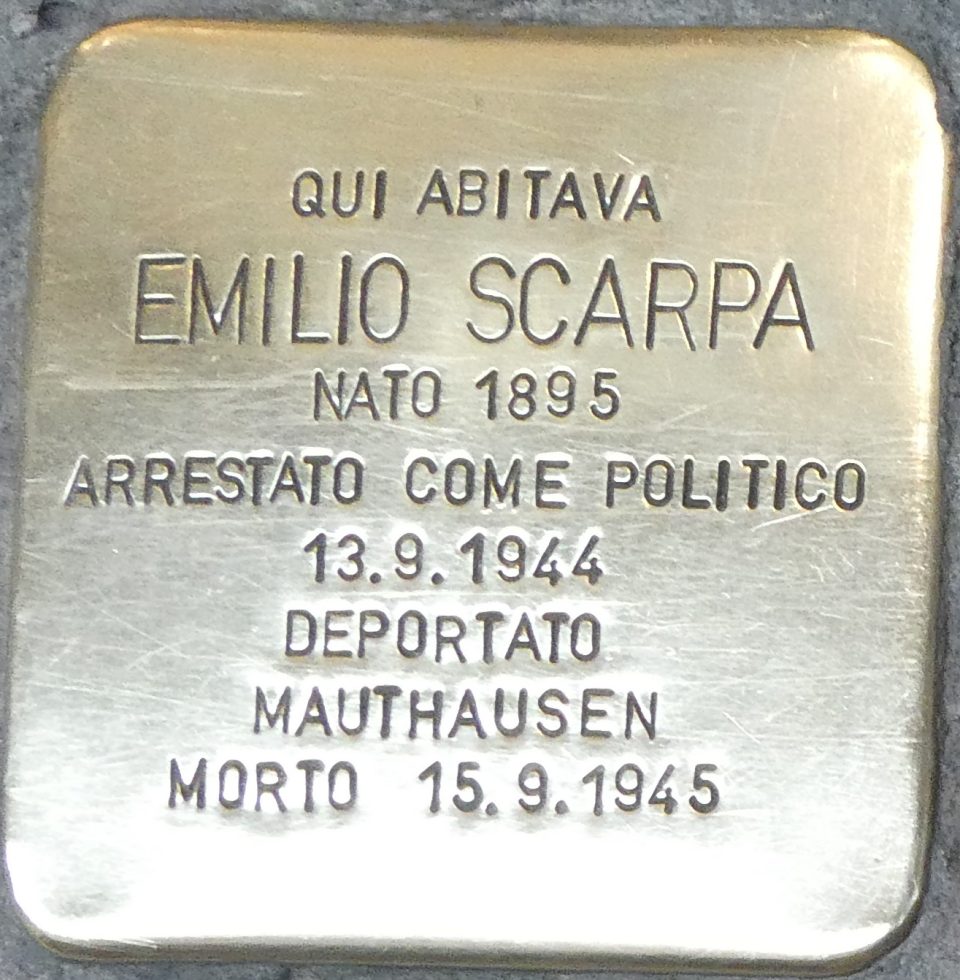 QUI ABITAVA
EMILIO SCARPA
NATO 1895
ARRESTATO COME POLITICO
13.9.1944
DEPORTATO
MAUTHAUSEN
MORTO 15.9.1945